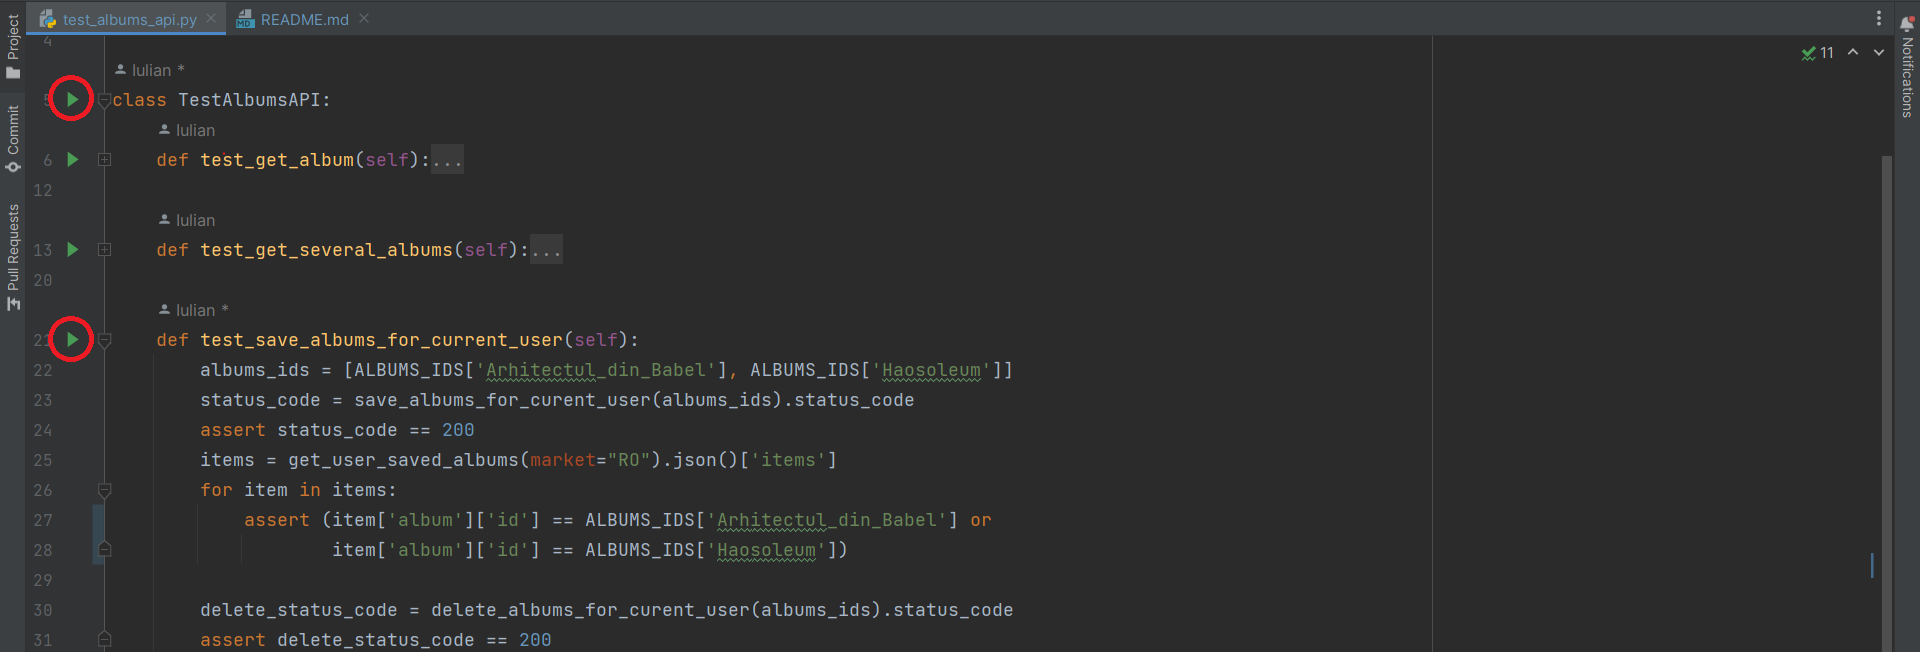 test_albums_api.py README.md
Project
Commit
Pull Requests
Notifications
11
4
Iulian *
5 class TestAlbumsAPI:
Iulian
6 def test_get_album(self):...
12
Iulian
13 def test_get_several_albums(self):...
20
Iulian *
21 def test_save_albums_for_current_user(self):
22 albums_ids = [ALBUMS_IDS['Arhitectul_din_Babel'], ALBUMS_IDS['Haosoleum']]
23 status_code = save_albums_for_curent_user(albums_ids).status_code
24 assert status_code == 200
25 items = get_user_saved_albums(market="RO").json()['items']
26 for item in items:
27 assert (item['album']['id'] == ALBUMS_IDS['Arhitectul_din_Babel'] or
28 item['album']['id'] == ALBUMS_IDS['Haosoleum'])
29
30 delete_status_code = delete_albums_for_curent_user(albums_ids).status_code
31 assert delete_status_code == 200